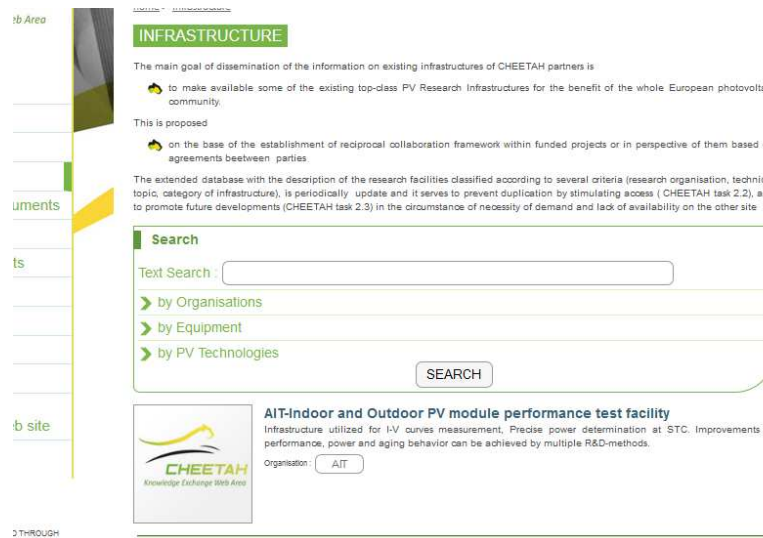 eb Area
Home - Infrastructure
INFRASTRUCTURE
The main goal of dissemination of the information on existing infrastructures of CHEETAH partners is
to make available some of the existing top-class PV Research Infrastructures for the benefit of the whole European photovolta
community.
This is proposed
on the base of the establishment of reciprocal collaboration framework within funded projects or in perspective of them based
agreements beetween parties
The extended database with the description of the research facilities classified according to several criteria (research organisation, technic
topic, category of infrastructure), is periodically update and it serves to prevent duplication by stimulating access ( CHEETAH task 2.2), a
to promote future developments (CHEETAH task 2.3) in the circumstance of necessity of demand and lack of availability on the other site
uments
ts
b site
Search
Text Search :
by Organisations
by Equipment
by PV Technologies
SEARCH
CHEETAH
Knowledge Exchange Web Area
AIT-Indoor and Outdoor PV module performance test facility
Infrastructure utilized for I-V curves measurement, Precise power determination at STC. Improvements
performance, power and aging behavior can be achieved by multiple R&D-methods.
Organisation : AIT
D THROUGH